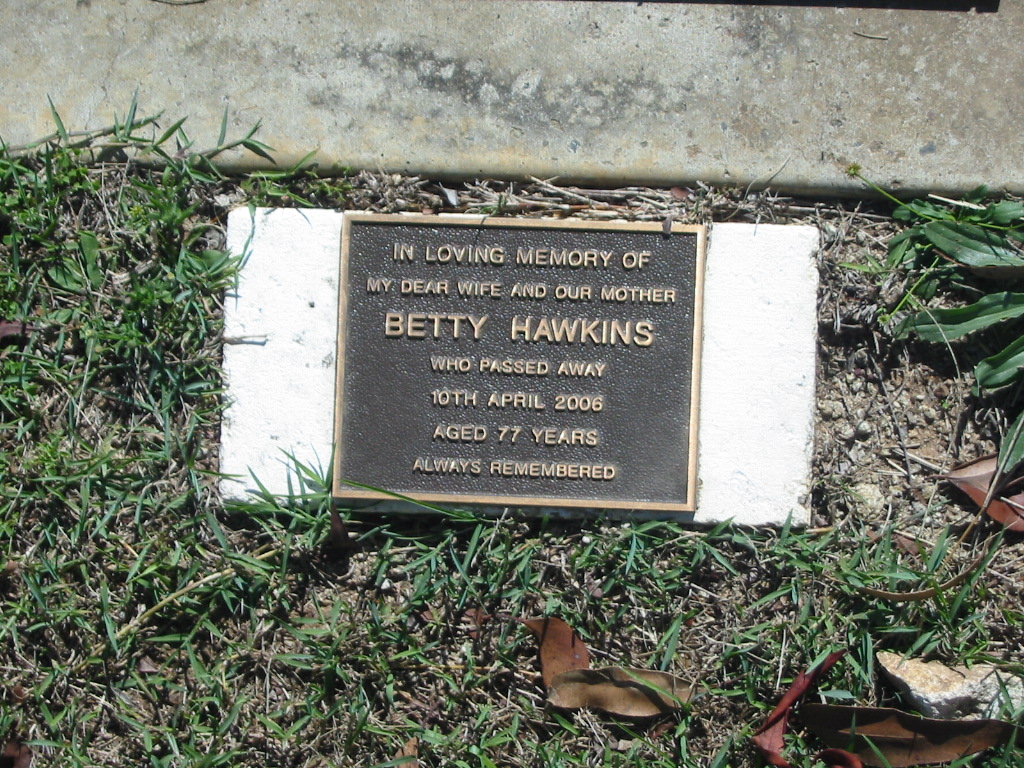 IN LOVING MEMORY OF
MY DEAR WIFE AND OUR MOTHER
BETTY HAWKINS
WHO PASSED AWAY
10TH APRIL 2006
AGED 77 YEARS
ALWAYS REMEMBERED